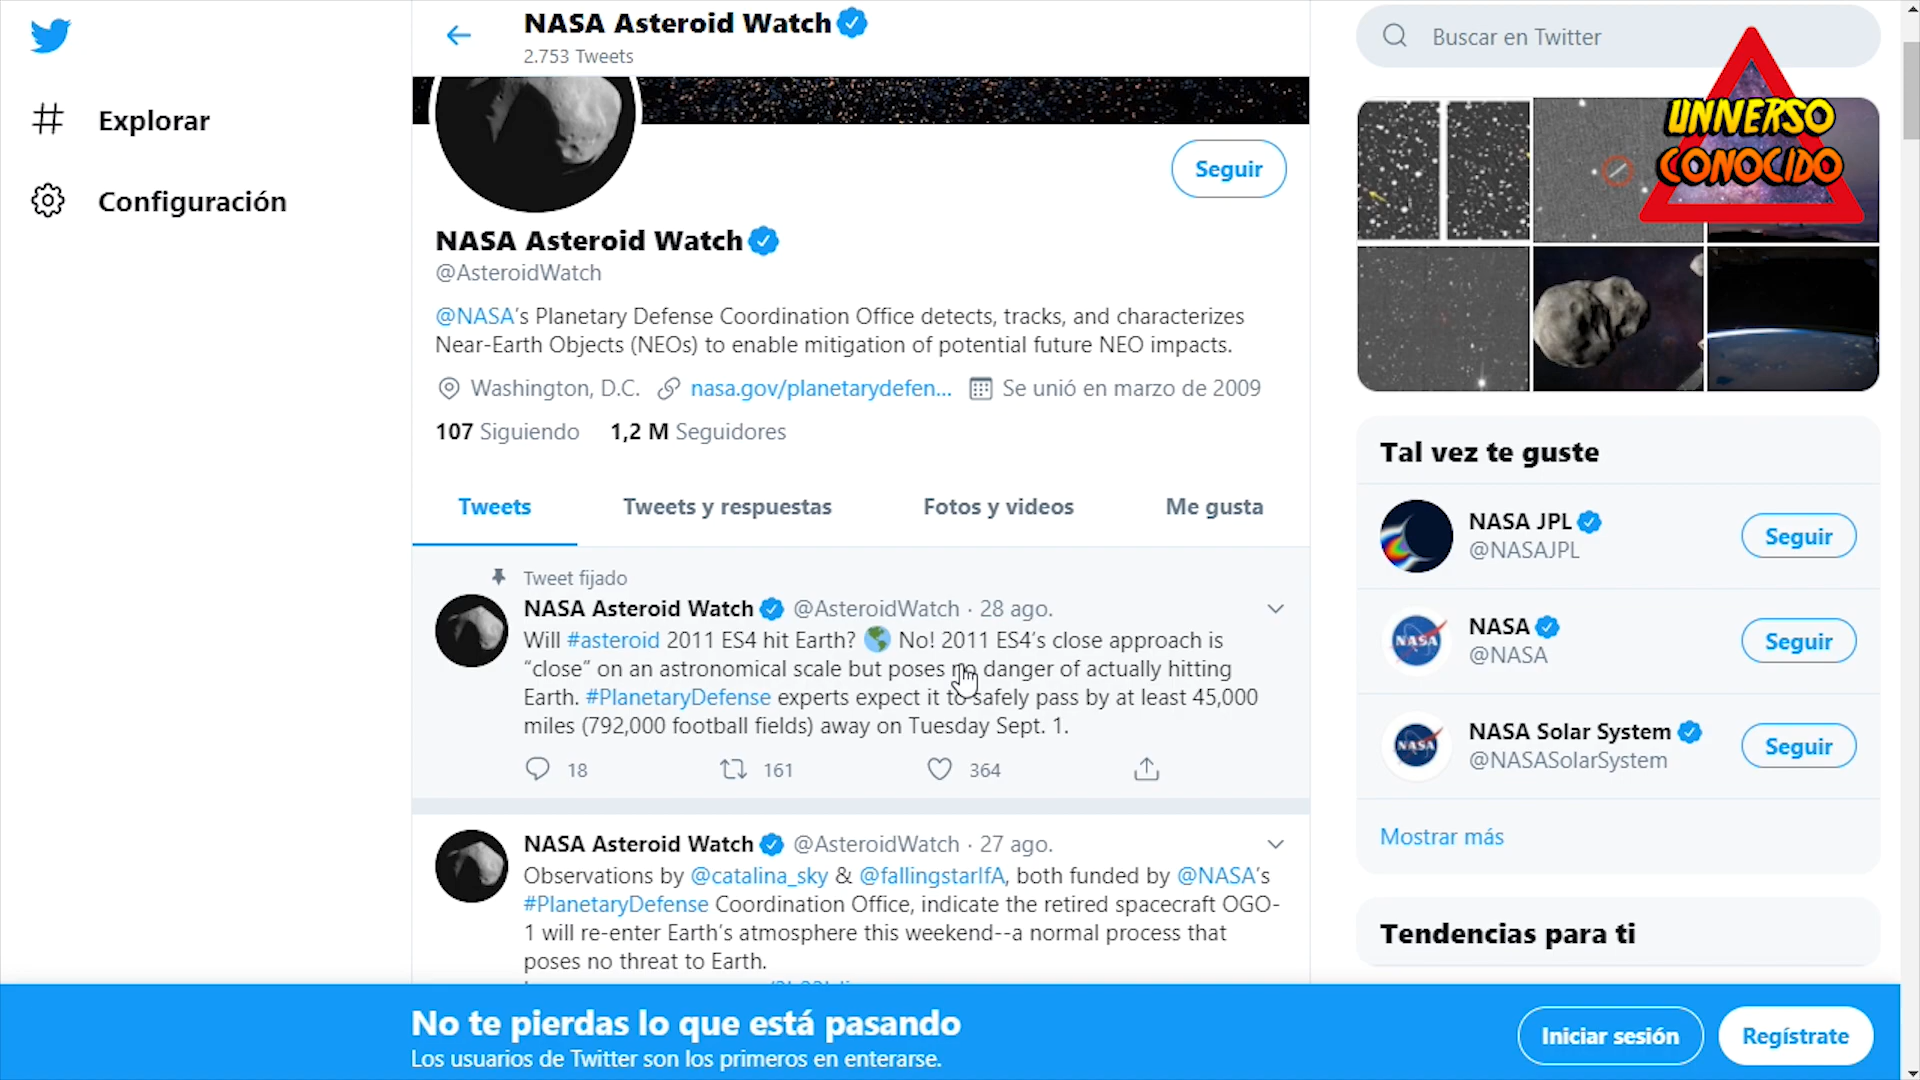 NASA Asteroid Watch
2.753 Tweets
Buscar en Twitter
UNIVERSO
CONOCIDO
Explorar
Configuración
Seguir
NASA Asteroid Watch
@AsteroidWatch
@NASA's Planetary Defense Coordination Office detects, tracks, and characterizes
Near-Earth Objects (NEOs) to enable mitigation of potential future NEO impacts.
Washington, D.C. nasa.gov/planetarydefen... Se unió en marzo de 2009
107 Siguiendo 1,2 M Seguidores
Tweets Tweets y respuestas Fotos y videos Me gusta
Tweet fijado
NASA Asteroid Watch @AsteroidWatch · 28 ago.
Will #asteroid 2011 ES4 hit Earth? 🌎 No! 2011 ES4's close approach is
“close” on an astronomical scale but poses no danger of actually hitting
Earth. #PlanetaryDefense experts expect it to safely pass by at least 45,000
miles (792,000 football fields) away on Tuesday Sept. 1.
18 161 364
NASA Asteroid Watch @AsteroidWatch · 27 ago.
Observations by @catalina_sky & @fallingstarIfA, both funded by @NASA's
#PlanetaryDefense Coordination Office, indicate the retired spacecraft OGO-
1 will re-enter Earth's atmosphere this weekend--a normal process that
poses no threat to Earth.
Tal vez te guste
NASA JPL
@NASAJPL
Seguir
NASA
NASA
@NASA
Seguir
NASA
NASA Solar System
@NASASolarSystem
Seguir
Mostrar más
Tendencias para ti
No te pierdas lo que está pasando
Los usuarios de Twitter son los primeros en enterarse.
Iniciar sesión
Regístrate